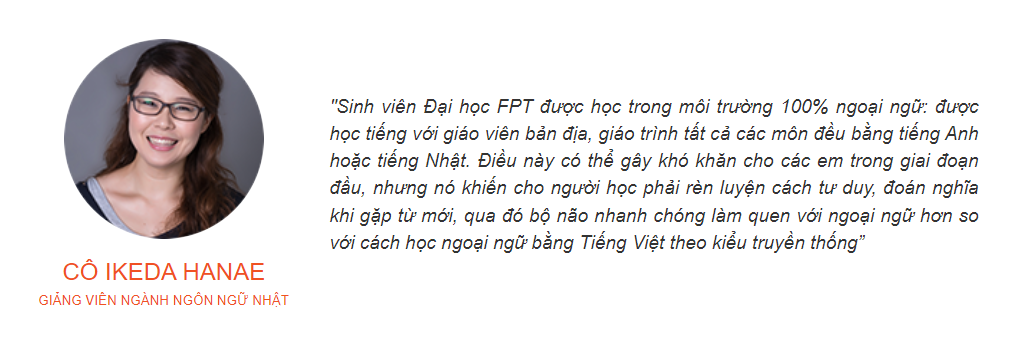 "Sinh viên Đại học FPT được học trong môi trường 100% ngoại ngữ: được
học tiếng với giáo viên bản địa, giáo trình tất cả các môn đều bằng tiếng Anh
hoặc tiếng Nhật. Điều này có thể gây khó khăn cho các em trong giai đoạn
đầu, nhưng nó khiến cho người học phải rèn luyện cách tư duy, đoán nghĩa
khi gặp từ mới, qua đó bộ não nhanh chóng làm quen với ngoại ngữ hơn so
với cách học ngoại ngữ bằng Tiếng Việt theo kiểu truyền thống”
CÔ IKEDA HANAE
GIẢNG VIÊN NGÀNH NGÔN NGỮ NHẬT